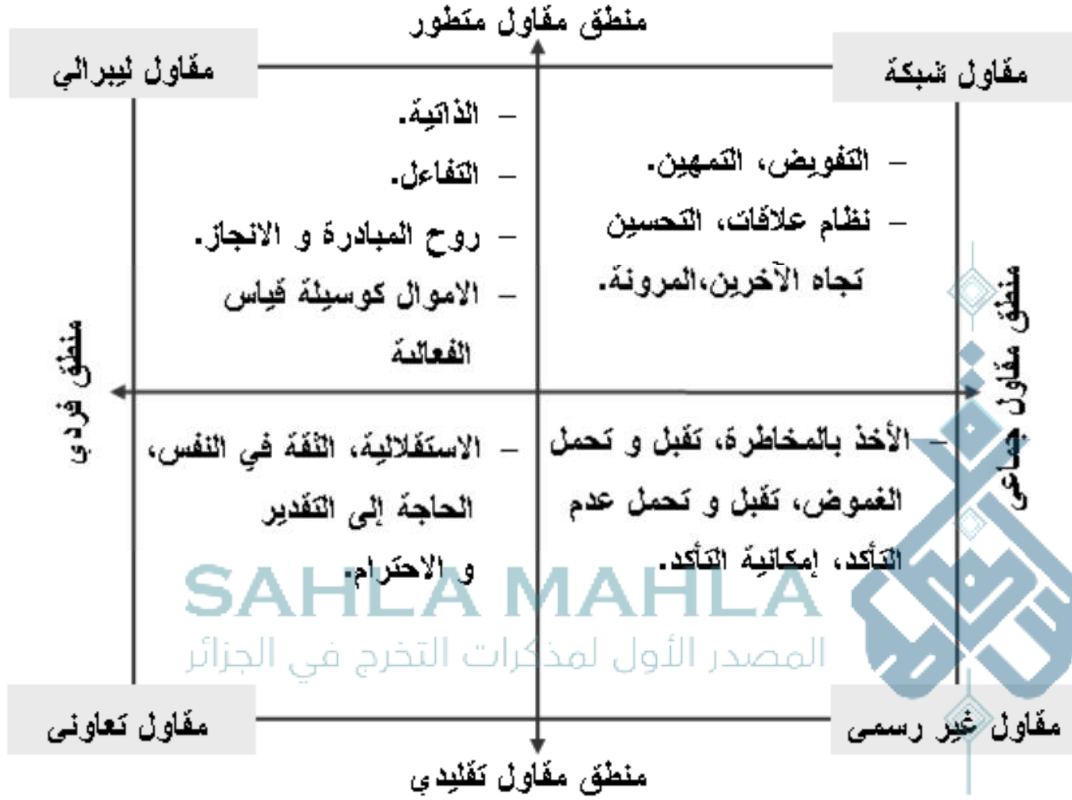 منطق مقاول متطور
مقاول شبكة
مقاول ليبرالي
– التفويض، التمهين.
– نظام علاقات، التحسين
تجاه الآخرين،المرونة.
– الذاتية.
– التفاءل.
– روح المبادرة و الانجاز.
– الاموال كوسيلة قياس
الفعالية
منطق مقاول جماعي
منطق فردي
– الأخذ بالمخاطرة، تقبل و تحمل
الغموض، تقبل و تحمل عدم
التأكد، إمكانية التأكد.
– الاستقلالية، الثقة في النفس،
الحاجة إلى التقدير
و الاحترام.
SAHLA MAHLA
المصدر الأول لمذكرات التخرج في الجزائر
مقاول غير رسمى
مقاول تعاونى
منطق مقاول تقليدي